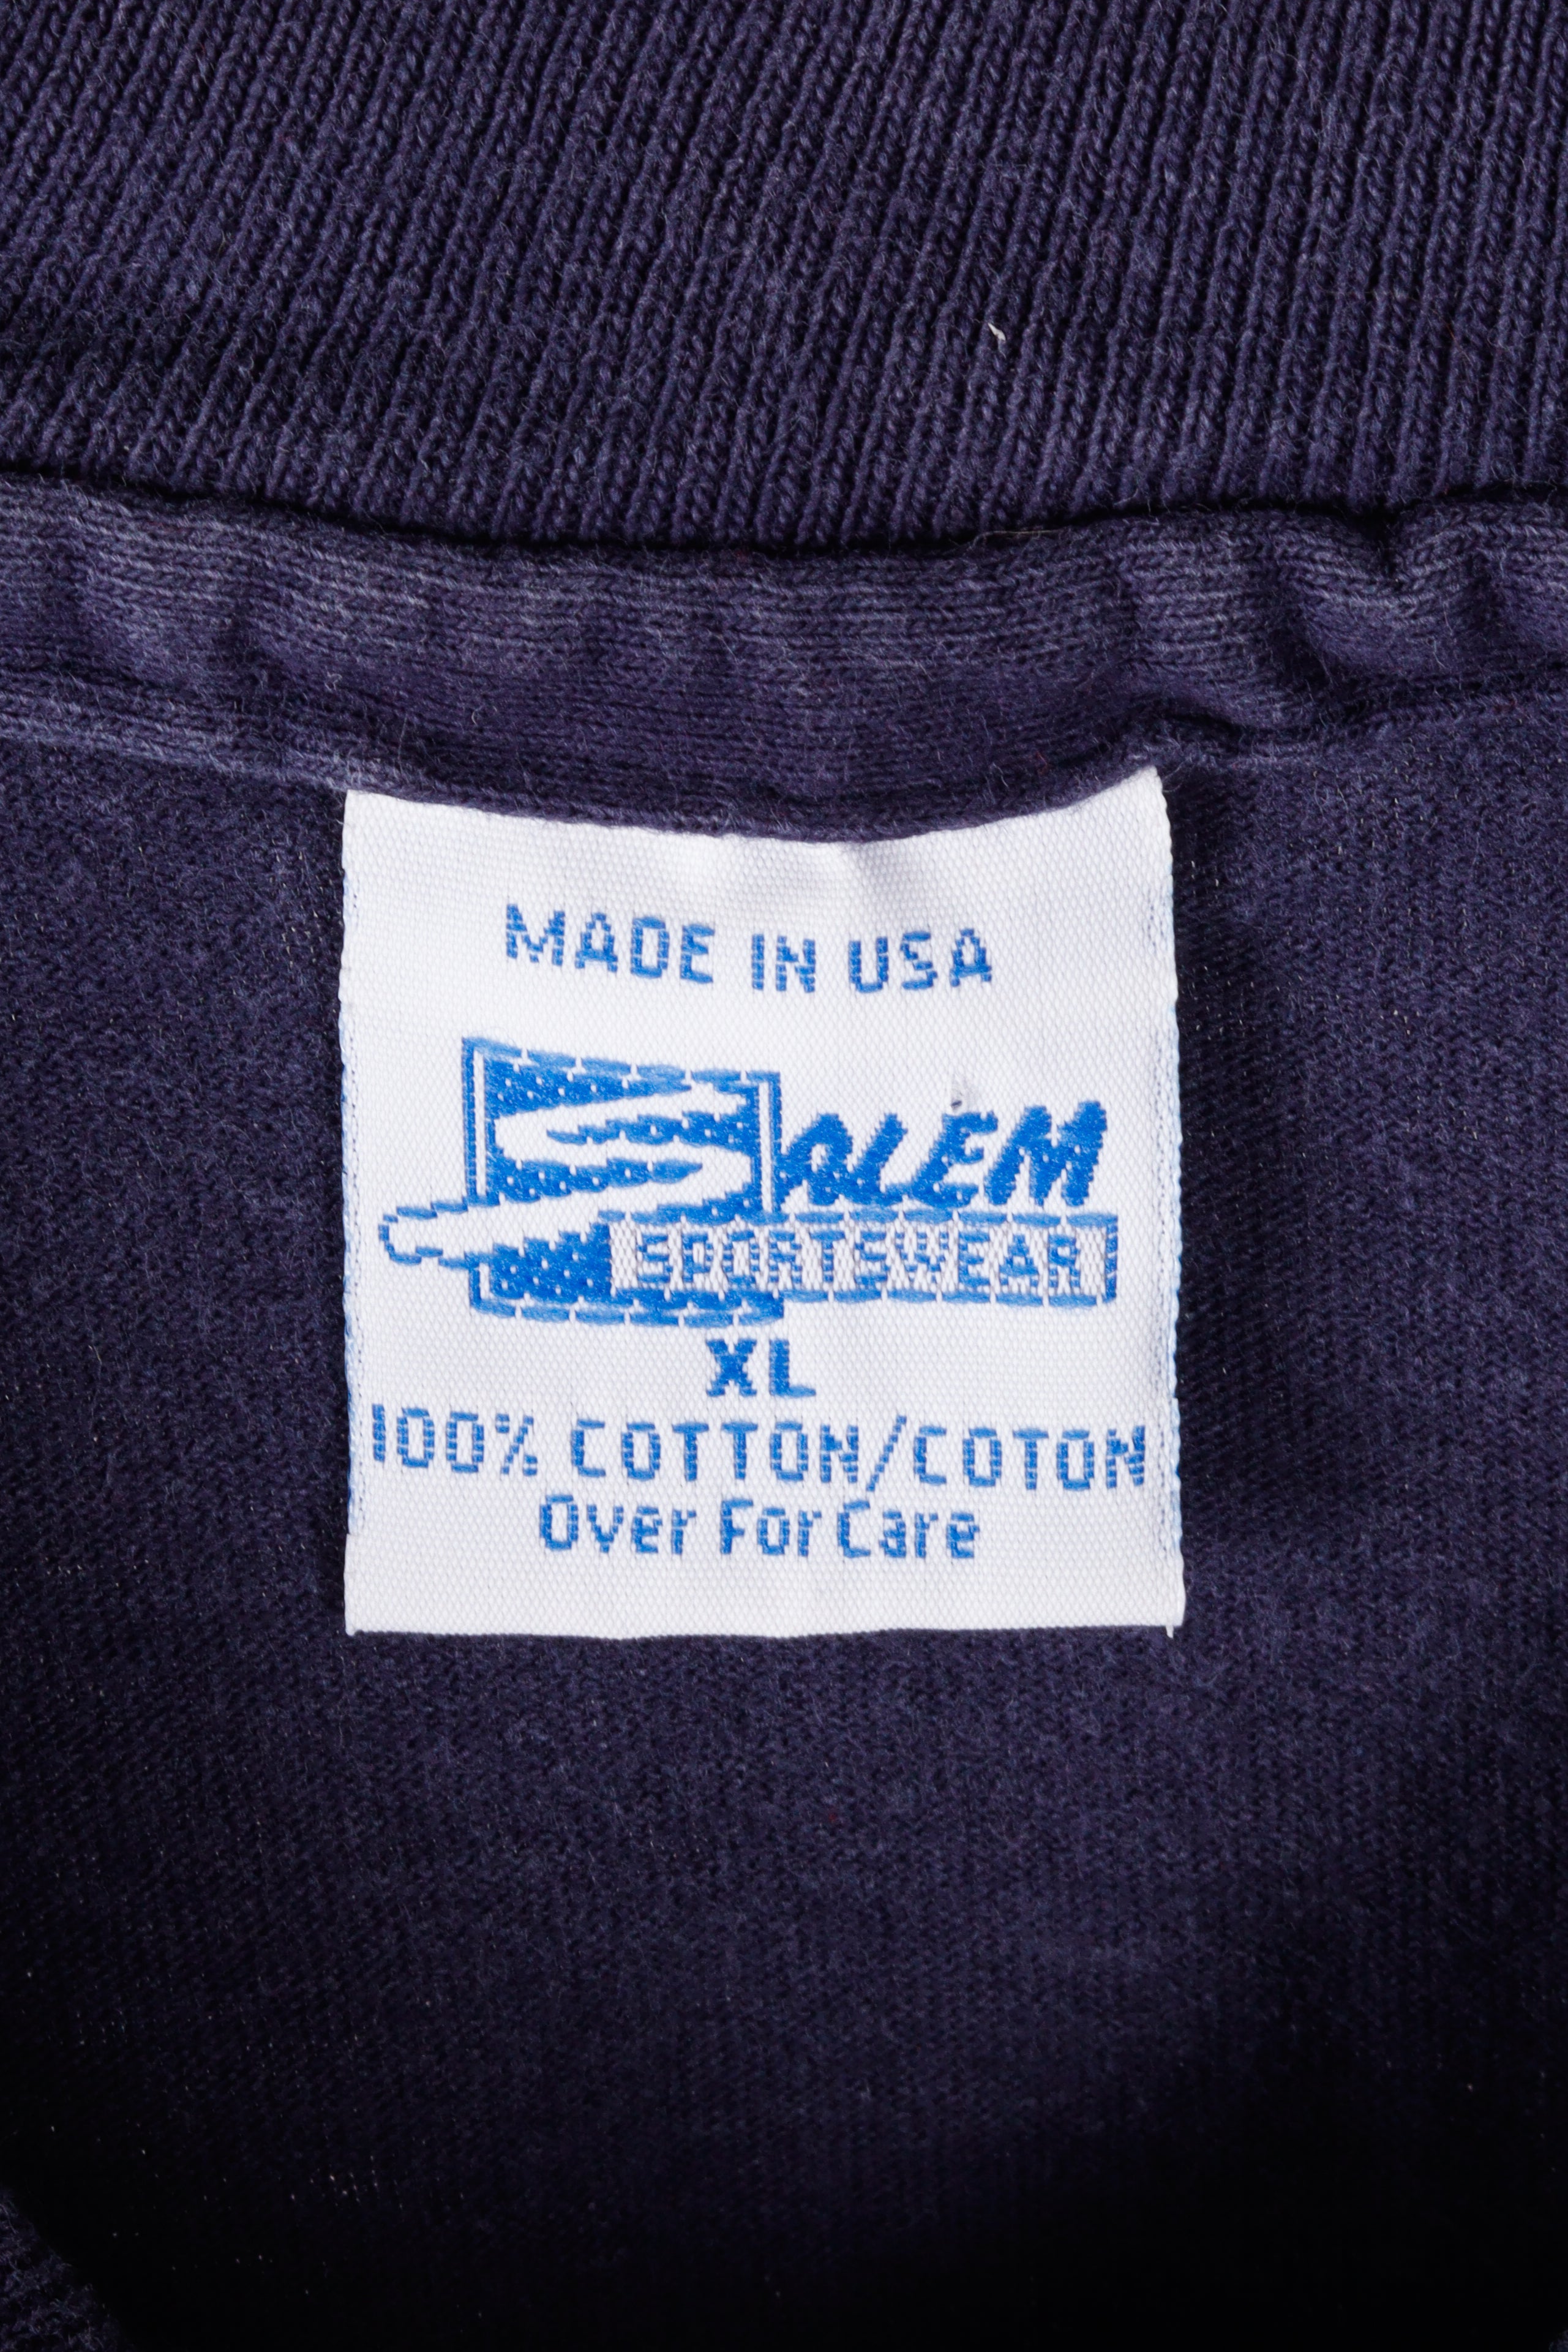 MADE IN USA
SALEM
SPORTSWEAR
XL
100% COTTON/COTON
Over For Care